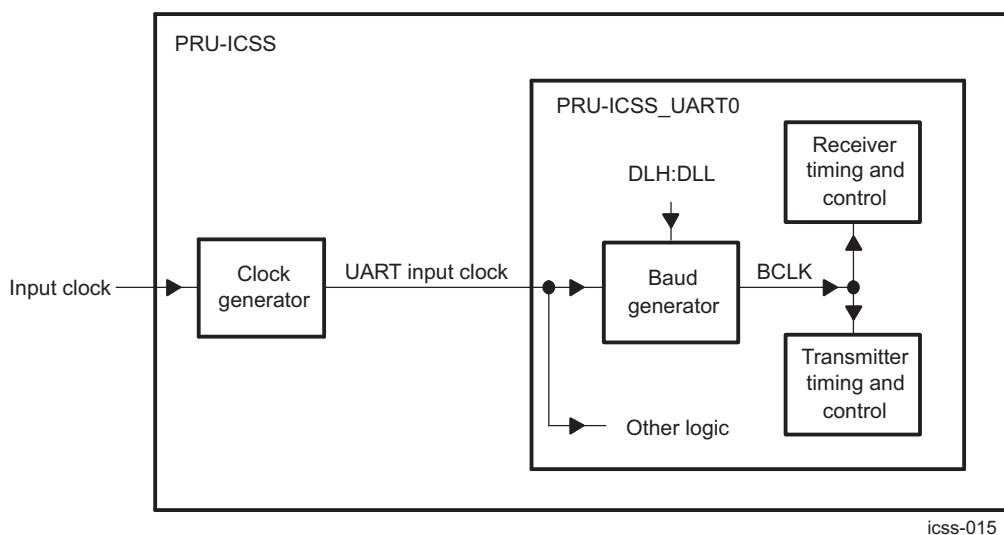 PRU-ICSS
PRU-ICSS_UART0
Receiver
timing and
control
DLH:DLL
Input clock
Clock
generator
UART input clock
Baud
generator
BCLK
Transmitter
timing and
control
Other logic
icss-015